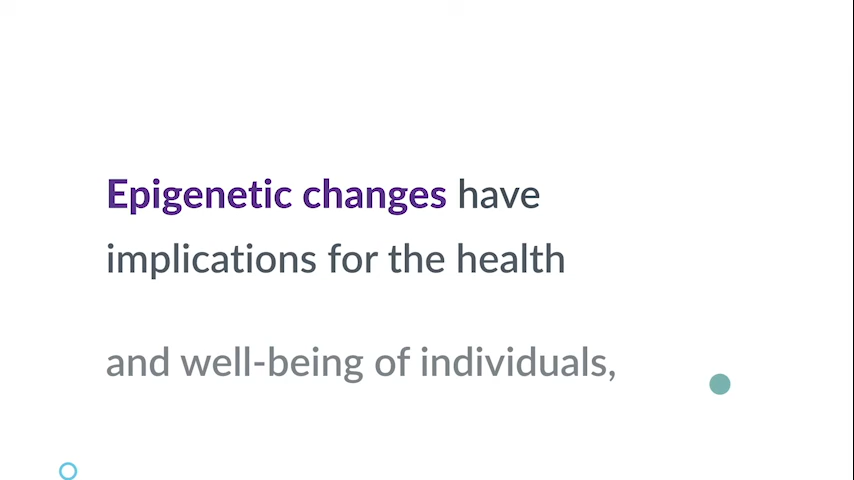 Epigenetic changes have
implications for the health
and well-being of individuals,